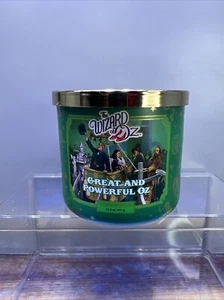 The
WIZARD
OF OZ
GREAT AND
POWERFUL OZ